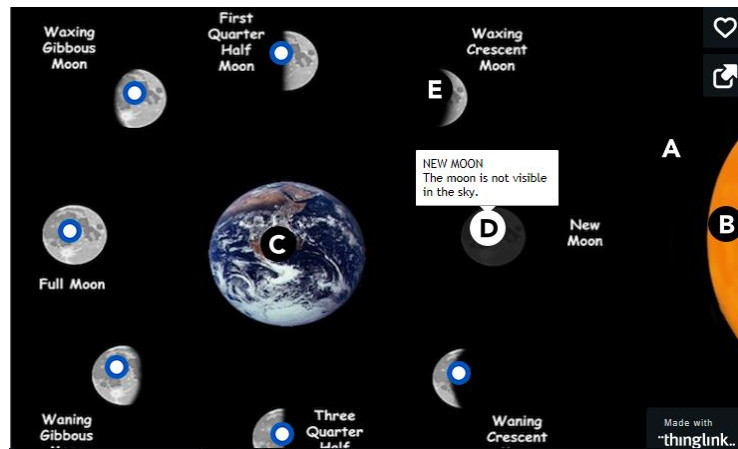 Waxing
Gibbous
Moon
First
Quarter
Half
Moon
Waxing
Crescent
Moon
E
A
NEW MOON
The moon is not visible
in the sky.
B
C
D
New
Moon
Full Moon
Waning
Gibbous
Three
Quarter
Half
Waning
Crescent
Made with
"thinglink..